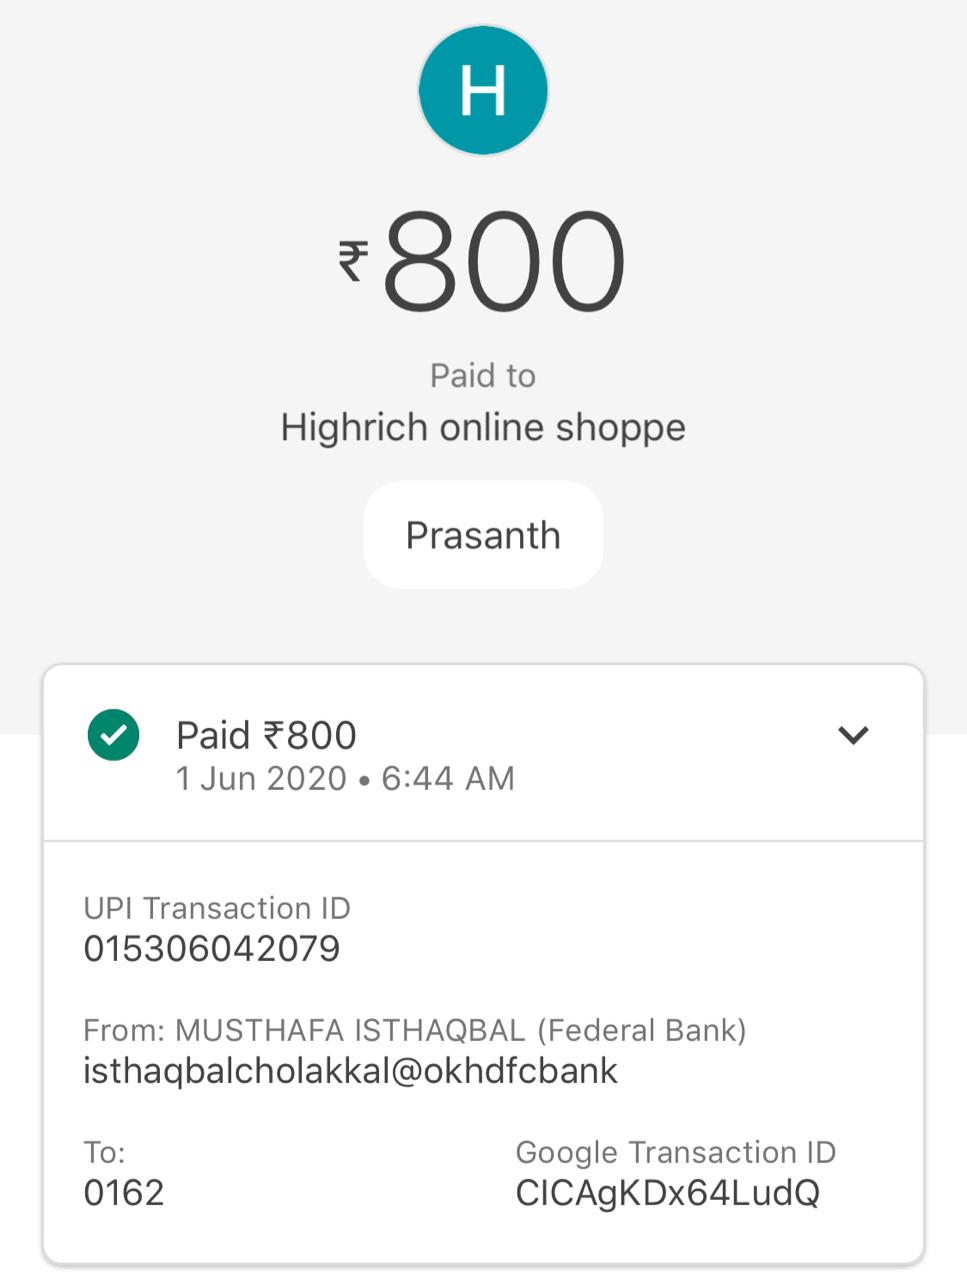 H
₹800
Paid to
Highrich online shoppe
Prasanth
Paid ₹800
1 Jun 2020 • 6:44 AM
UPI Transaction ID
015306042079
From: MUSTHAFA ISTHAQBAL (Federal Bank)
isthaqbalcholakkal@okhdfcbank
To:
0162
Google Transaction ID
CICAgKDx64LudQ